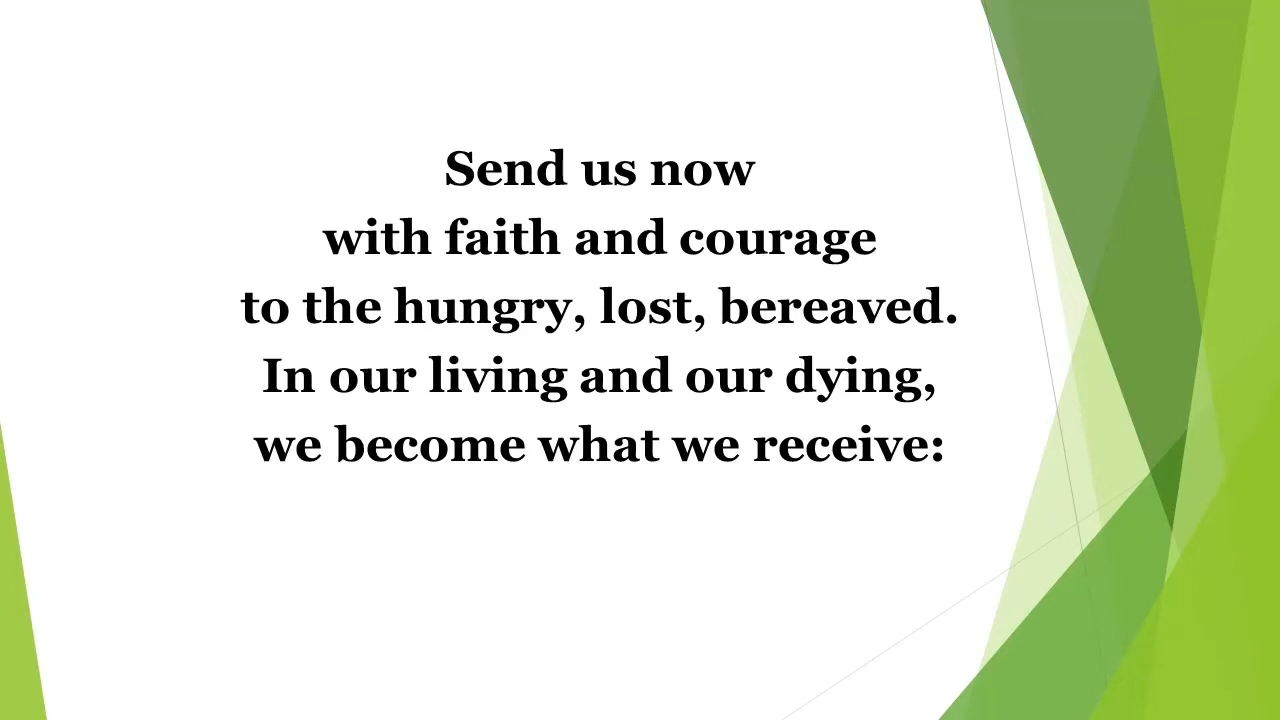 Send us now
with faith and courage
to the hungry, lost, bereaved.
In our living and our dying,
we become what we receive: